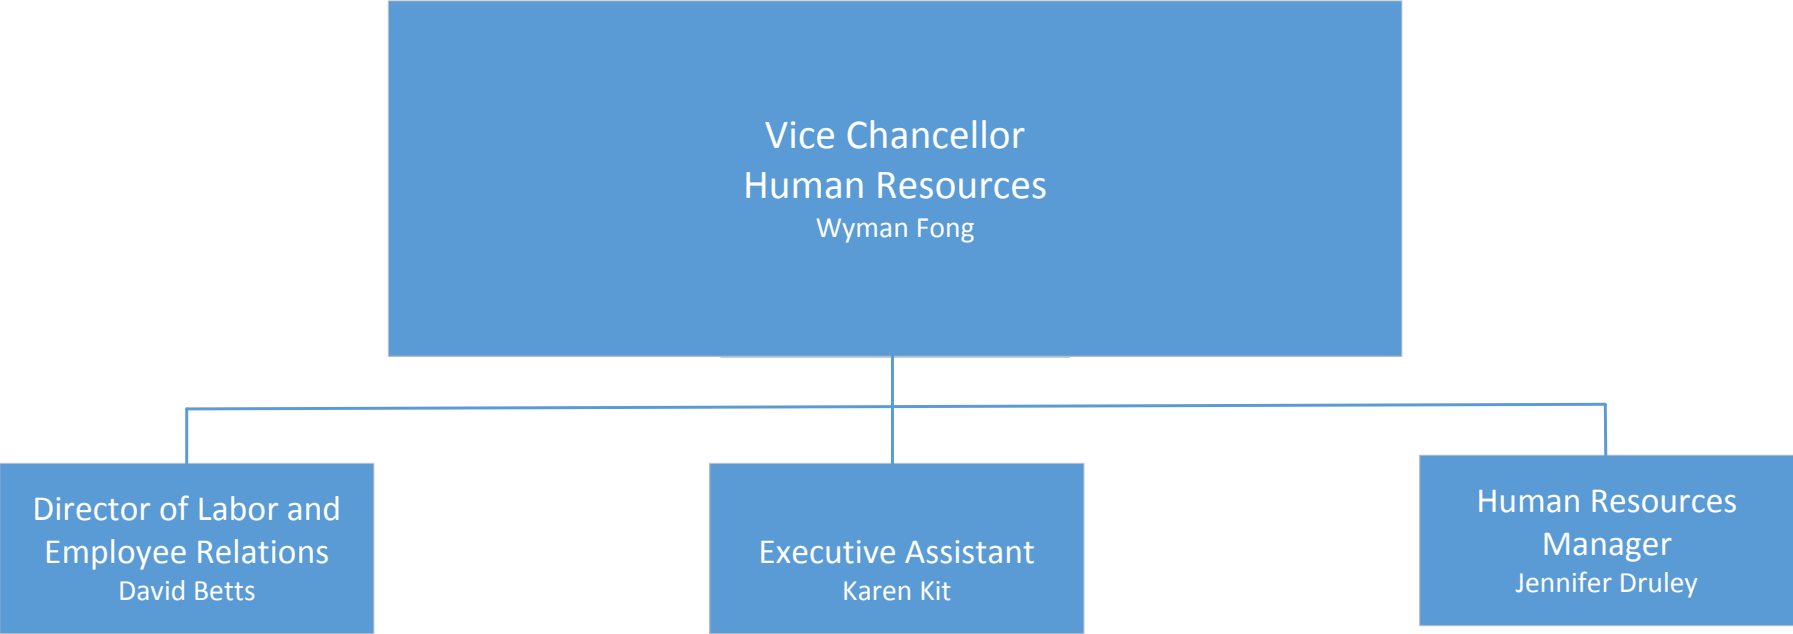 Vice Chancellor
Human Resources
Wyman Fong
Director of Labor and
Employee Relations
David Betts
Executive Assistant
Karen Kit
Human Resources
Manager
Jennifer Druley